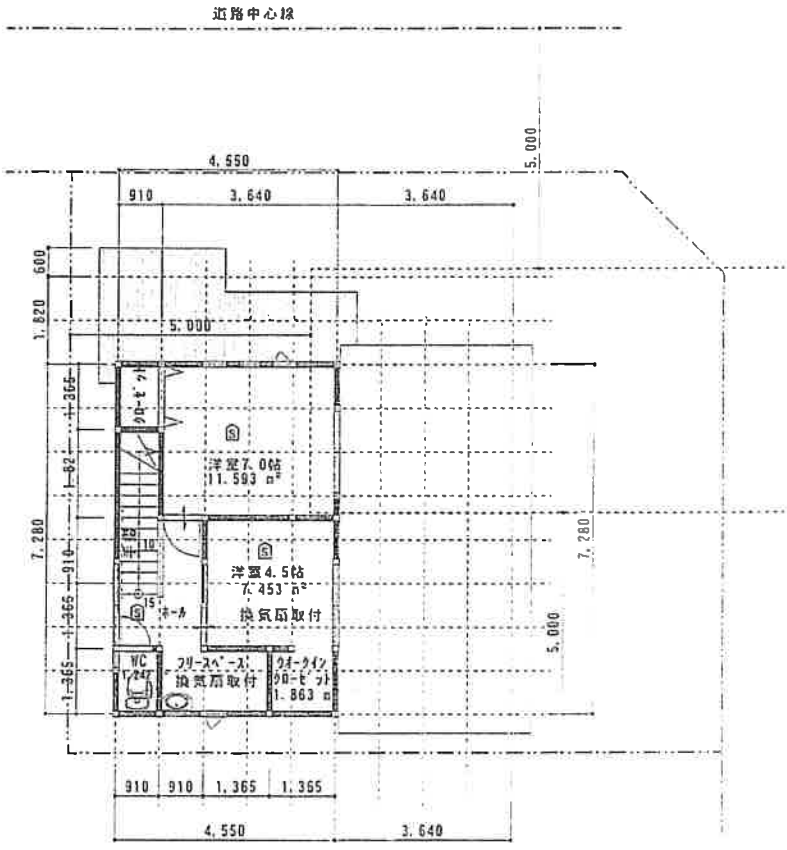 道路中心線
5,000
4,550
910
3,640
3,640
600
1,820
5,000
1,365
クローゼット
S
洋室7.0帖
11.593 m²
1,82
910
7,280
7,280
10
S
洋室4.5帖
7.453 m²
換気扇取付
15
S
ホール
1,365
5,000
WC
フリースペース
換気扇取付
ウオークイン
クローゼット
1.863 m
1,365
910
910
1,365
1,365
4,550
3,640